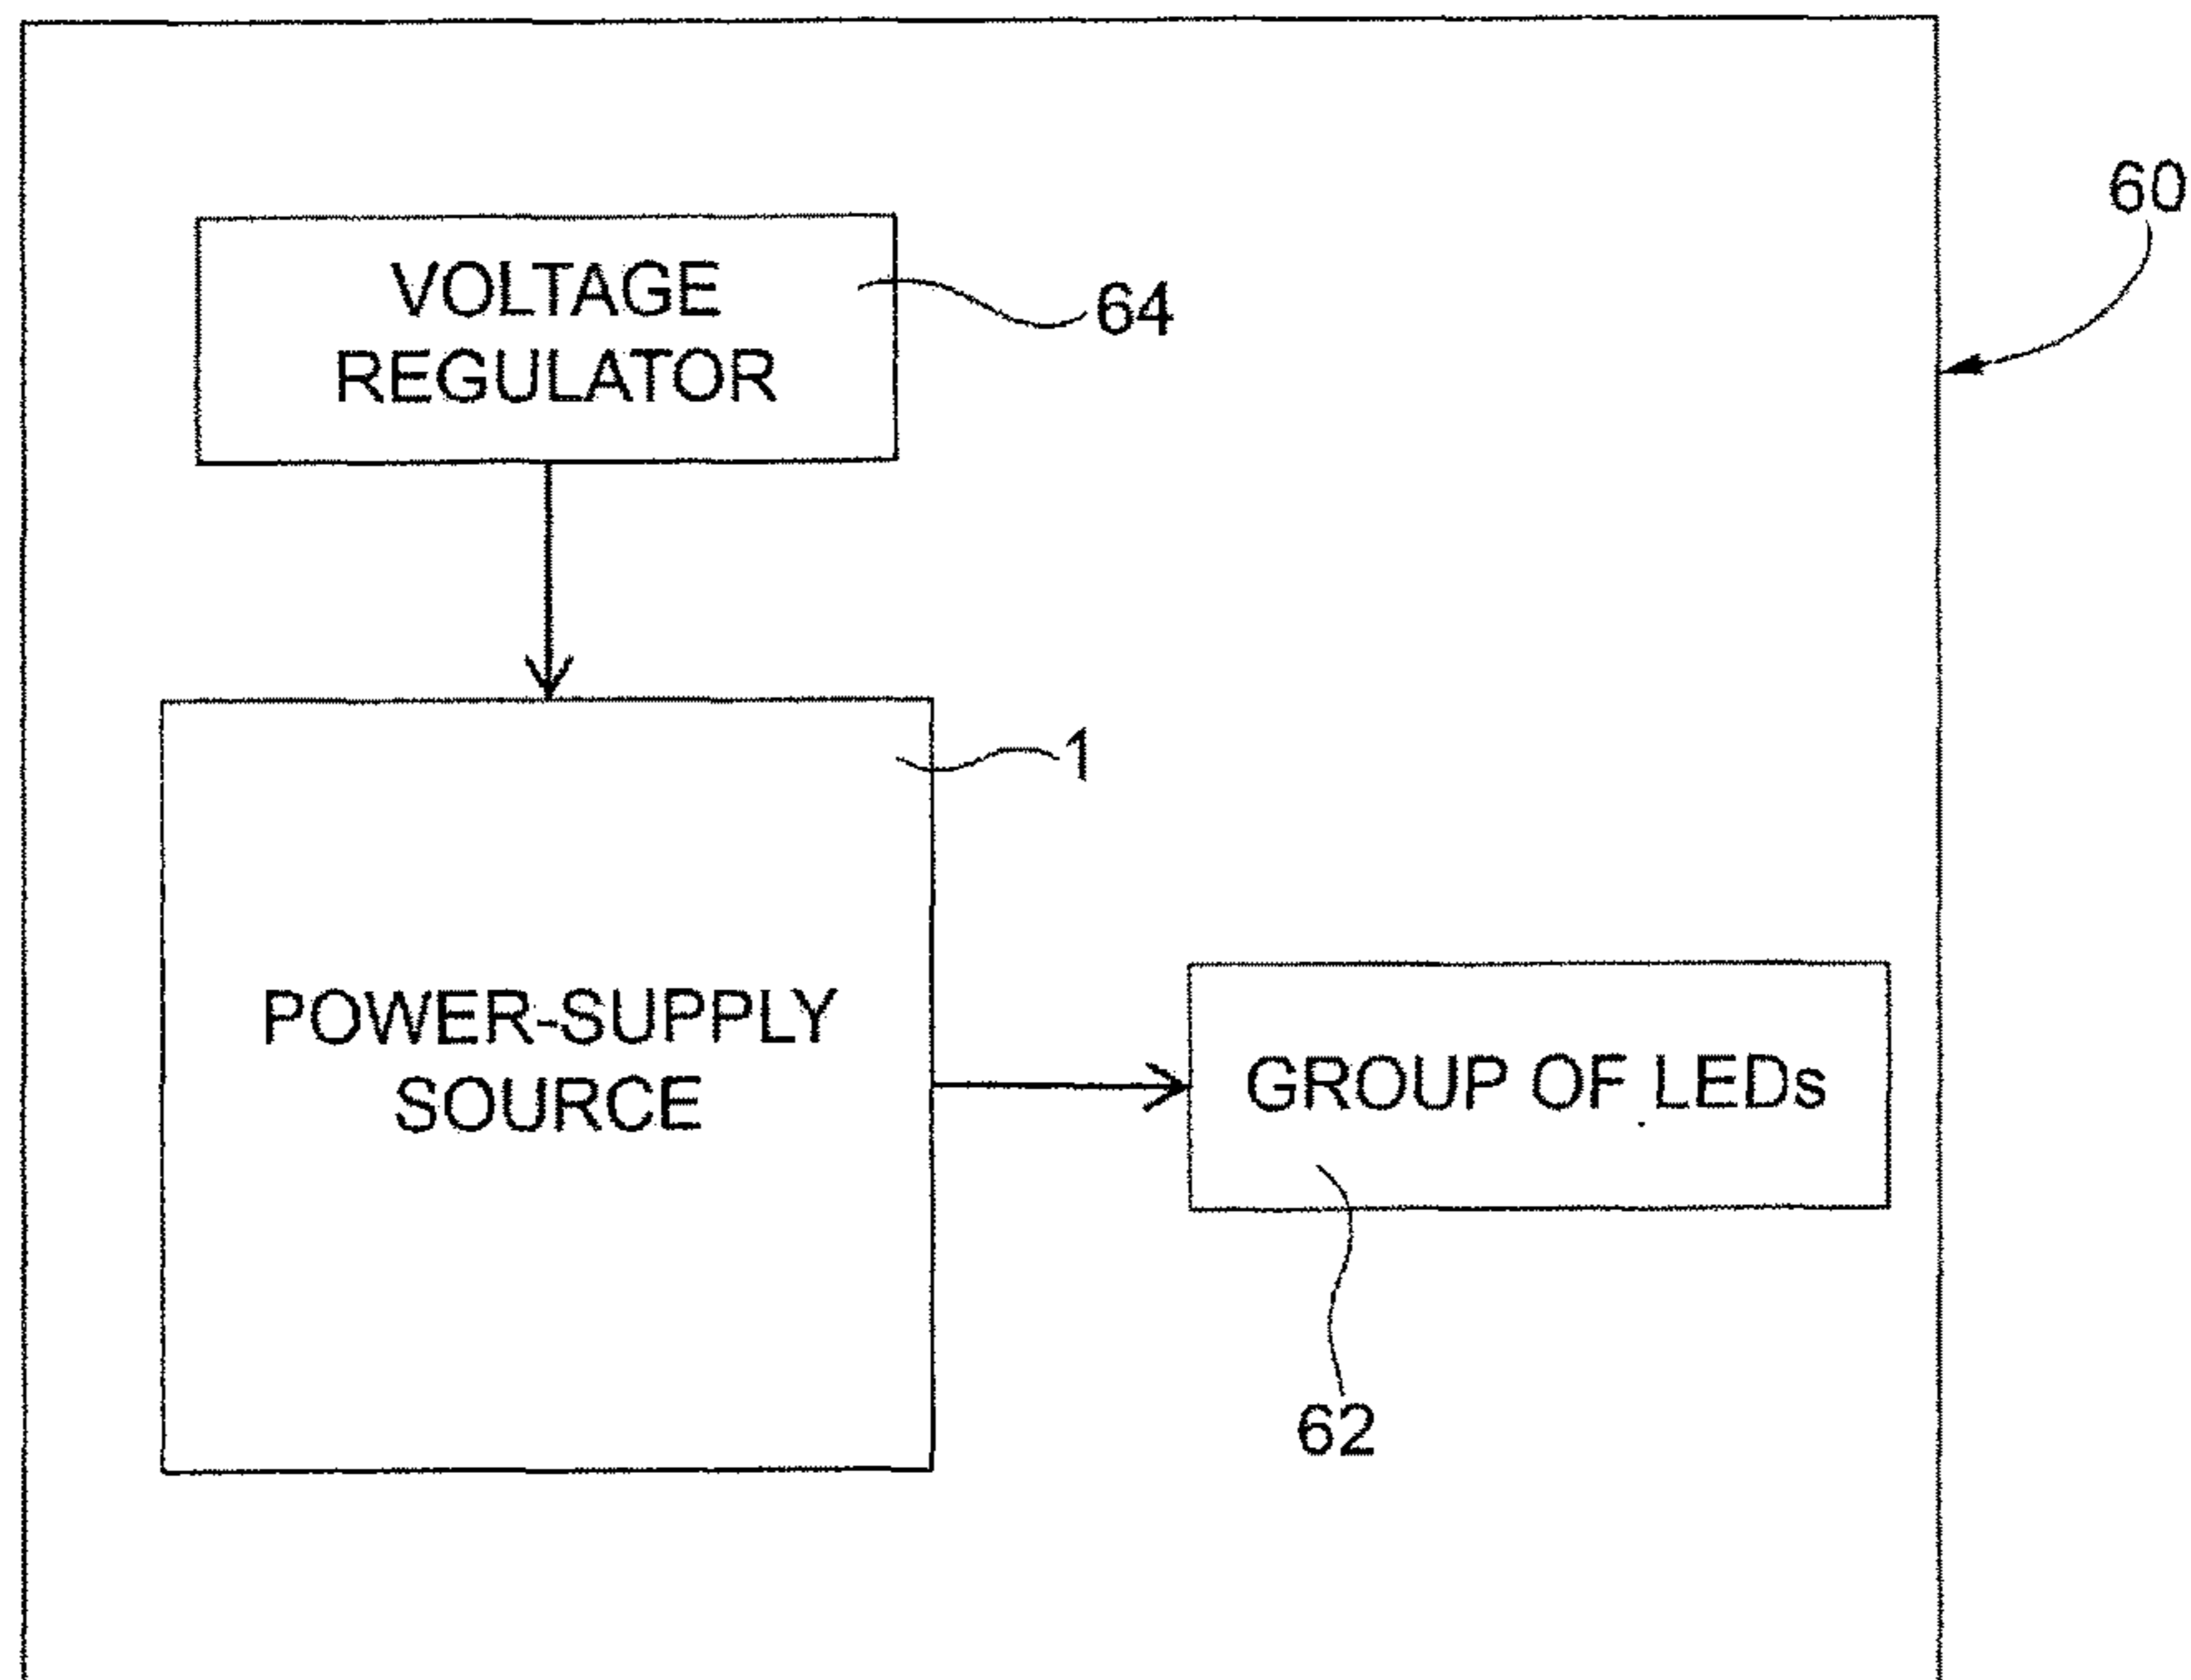 60
VOLTAGE
REGULATOR
64
1
POWER-SUPPLY
SOURCE
GROUP OF LEDs
62